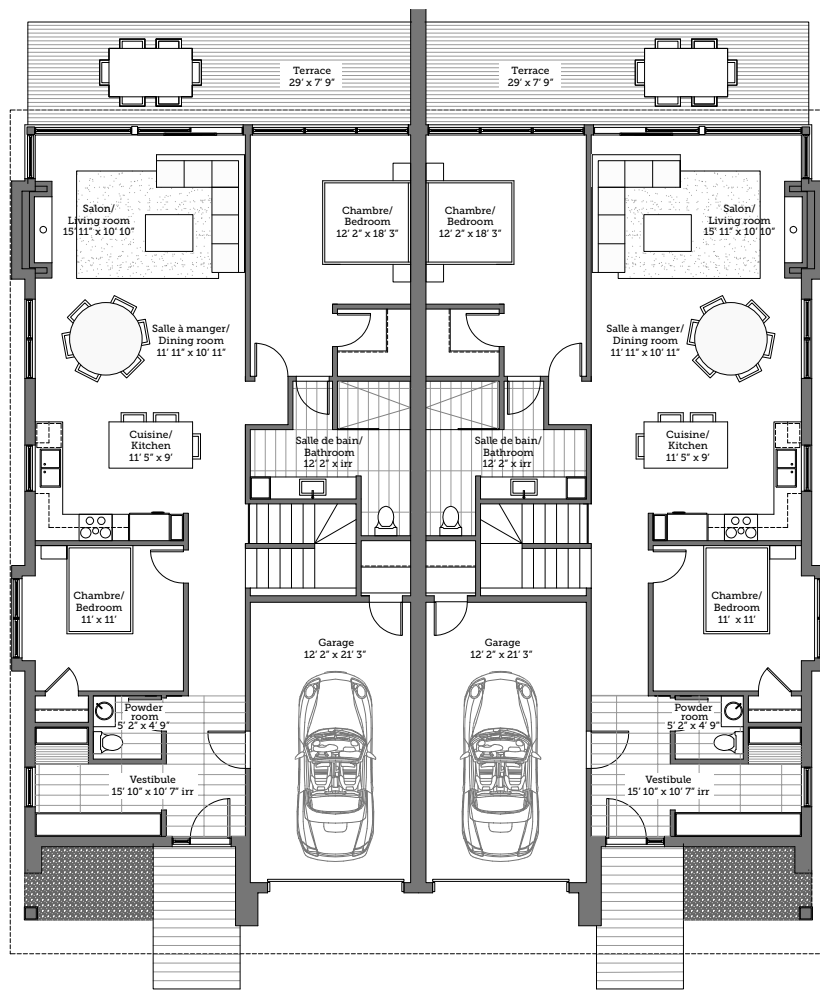 Terrace
29' x 7' 9"
Terrace
29' x 7' 9"
Salon/
Living room
15' 11" x 10' 10"
Chambre/
Bedroom
12' 2" x 18' 3"
Chambre/
Bedroom
12' 2" x 18' 3"
Salon/
Living room
15' 11" x 10' 10"
Salle à manger/
Dining room
11' 11" x 10' 11"
Salle à manger/
Dining room
11' 11" x 10' 11"
Cuisine/
Kitchen
11' 5" x 9'
Salle de bain/
Bathroom
12' 2" x irr
Salle de bain/
Bathroom
12' 2" x irr
Cuisine/
Kitchen
11' 5" x 9'
Chambre/
Bedroom
11' x 11'
Chambre/
Bedroom
11' x 11'
Garage
12' 2" x 21' 3"
Garage
12' 2" x 21' 3"
Powder
room
5' 2" x 4' 9"
Powder
room
5' 2" x 4' 9"
Vestibule
15' 10" x 10' 7" irr
Vestibule
15' 10" x 10' 7" irr